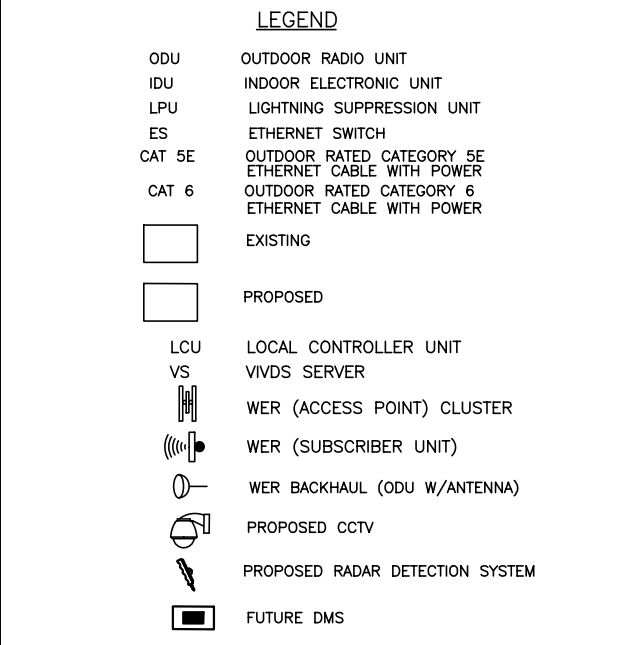 LEGEND
ODU OUTDOOR RADIO UNIT
IDU INDOOR ELECTRONIC UNIT
LPU LIGHTNING SUPPRESSION UNIT
ES ETHERNET SWITCH
CAT 5E OUTDOOR RATED CATEGORY 5E
ETHERNET CABLE WITH POWER
CAT 6 OUTDOOR RATED CATEGORY 6
ETHERNET CABLE WITH POWER
EXISTING
PROPOSED
LCU LOCAL CONTROLLER UNIT
VS VIVDS SERVER
WER (ACCESS POINT) CLUSTER
WER (SUBSCRIBER UNIT)
WER BACKHAUL (ODU W/ANTENNA)
PROPOSED CCTV
PROPOSED RADAR DETECTION SYSTEM
FUTURE DMS